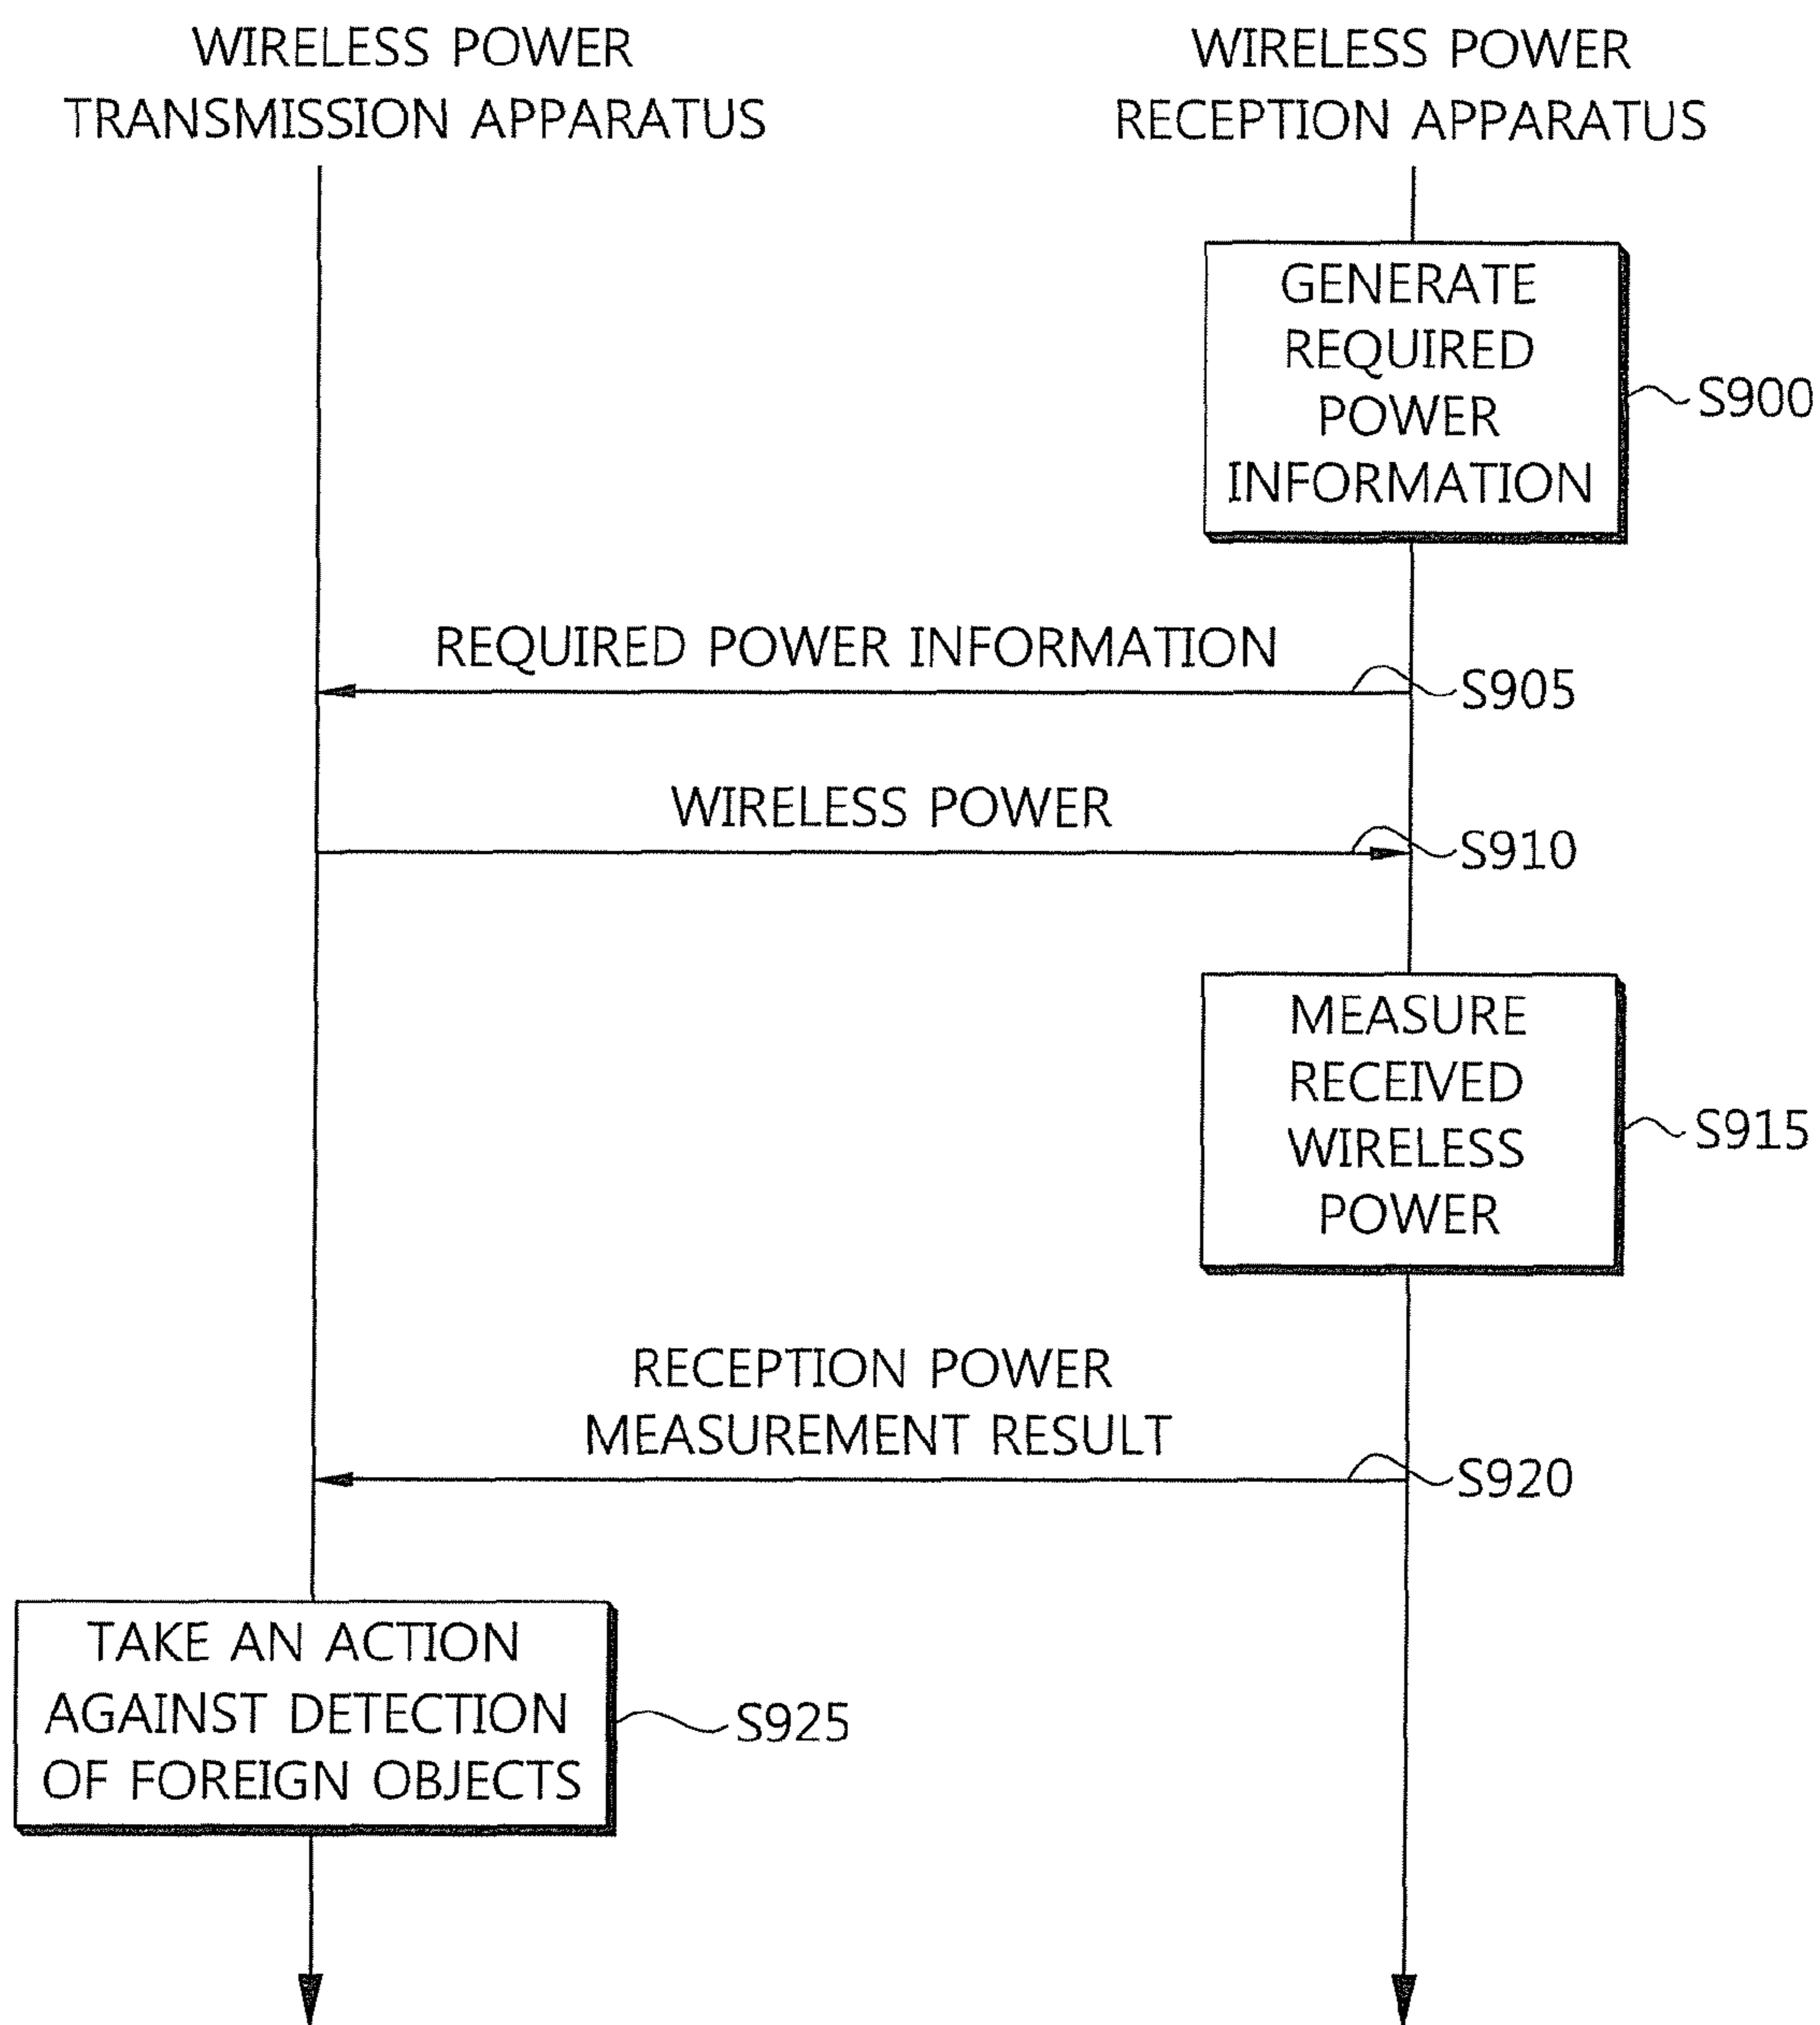 WIRELESS POWER
TRANSMISSION APPARATUS
WIRELESS POWER
RECEPTION APPARATUS
GENERATE
REQUIRED
POWER
INFORMATION
S900
REQUIRED POWER INFORMATION
S905
WIRELESS POWER
S910
MEASURE
RECEIVED
WIRELESS
POWER
S915
RECEPTION POWER
MEASUREMENT RESULT
S920
TAKE AN ACTION
AGAINST DETECTION
OF FOREIGN OBJECTS
S925